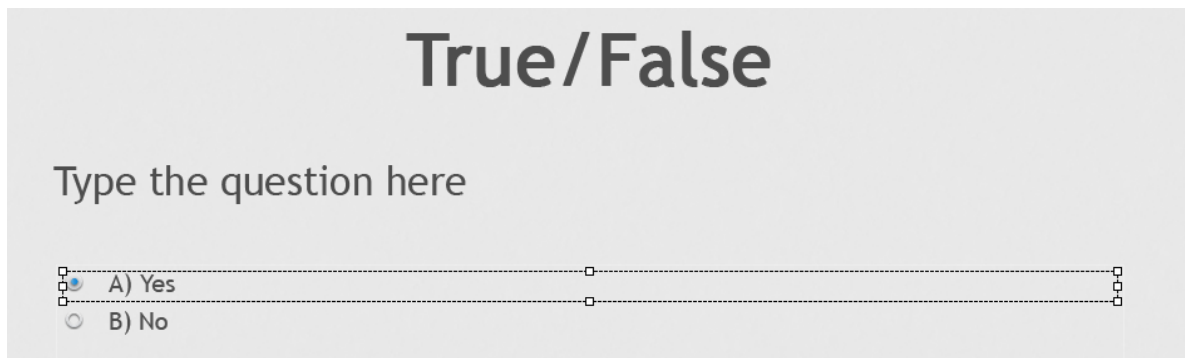 True/False
Type the question here
A) Yes
B) No